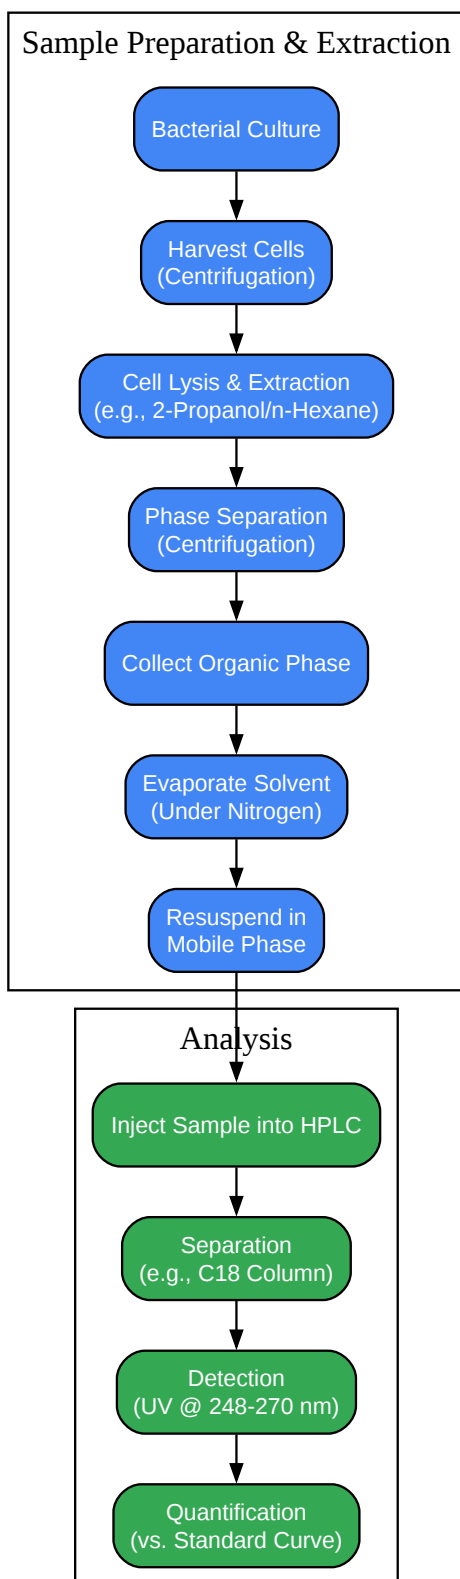 Sample Preparation & Extraction
Bacterial Culture
Harvest Cells
(Centrifugation)
Cell Lysis & Extraction
(e.g., 2-Propanol/n-Hexane)
Phase Separation
(Centrifugation)
Collect Organic Phase
Evaporate Solvent
(Under Nitrogen)
Resuspend in
Mobile Phase
Analysis
Inject Sample into HPLC
Separation
(e.g., C18 Column)
Detection
(UV @ 248-270 nm)
Quantification
(vs. Standard Curve)